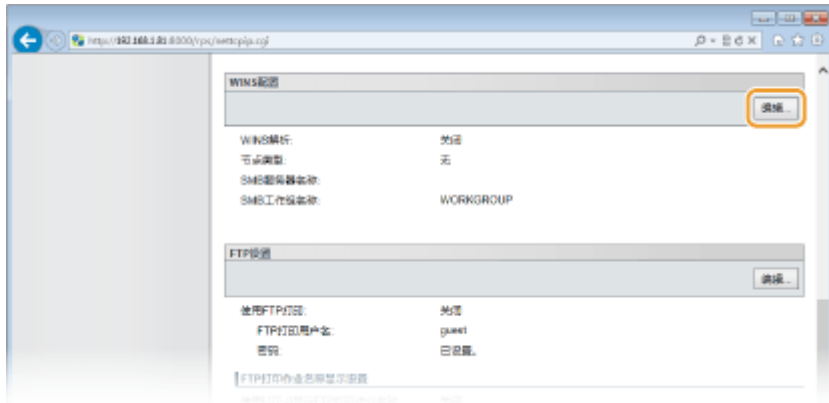 http://192.168.1.81:8000/rps/nettcpip.cgi
WINS配置
编辑...
WINS解析: 关闭
节点类型: 无
SMB服务器名称:
SMB工作组名称: WORKGROUP
FTP设置
编辑...
使用FTP打印: 关闭
FTP打印用户名: guest
密码: 已设置。
FTP打印作业名称显示设置